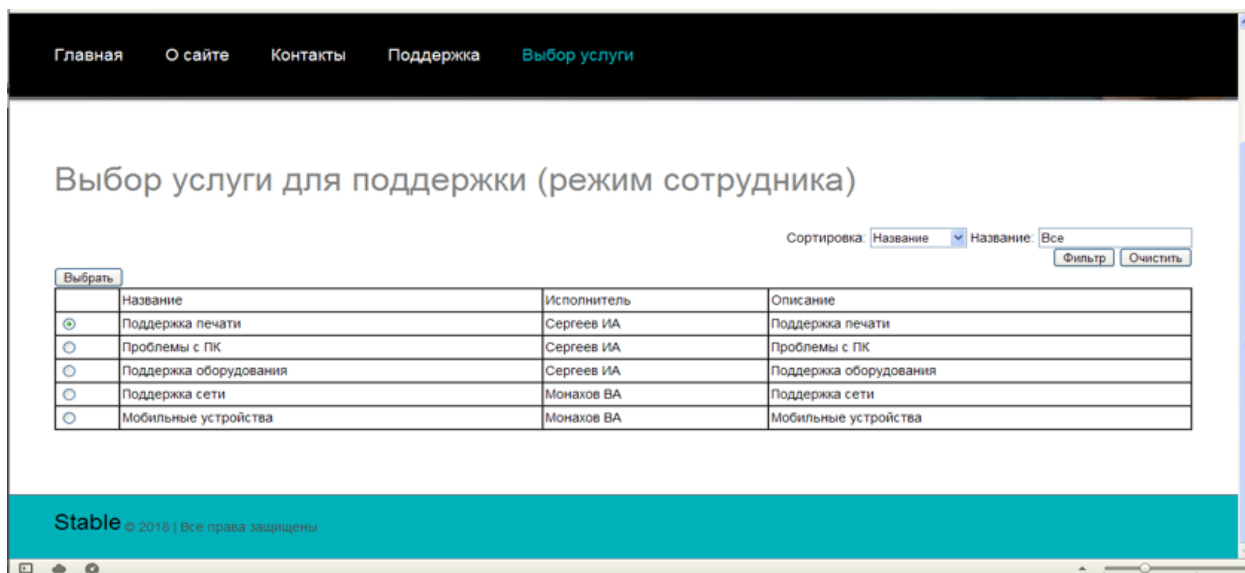 Главная О сайте Контакты Поддержка Выбор услуги
Выбор услуги для поддержки (режим сотрудника)
Сортировка: Название Название: Все
Фильтр Очистить
Выбрать
Название Исполнитель Описание
Поддержка печати Сергеев ИА Поддержка печати
Проблемы с ПК Сергеев ИА Проблемы с ПК
Поддержка оборудования Сергеев ИА Поддержка оборудования
Поддержка сети Монахов ВА Поддержка сети
Мобильные устройства Монахов ВА Мобильные устройства
Stable © 2018 | Все права защищены